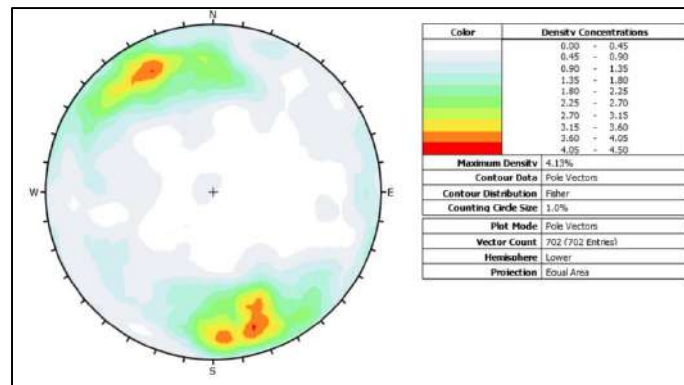 N
W
E
S
Color Density Concentrations
0.00 - 0.45
0.45 - 0.90
0.90 - 1.35
1.35 - 1.80
1.80 - 2.25
2.25 - 2.70
2.70 - 3.15
3.15 - 3.60
3.60 - 4.05
4.05 - 4.50
Maximum Density 4.13%
Contour Data Pole Vectors
Contour Distribution Fisher
Counting Circle Size 1.0%
Plot Mode Pole Vectors
Vector Count 702 (702 Entries)
Hemisphere Lower
Projection Equal Area